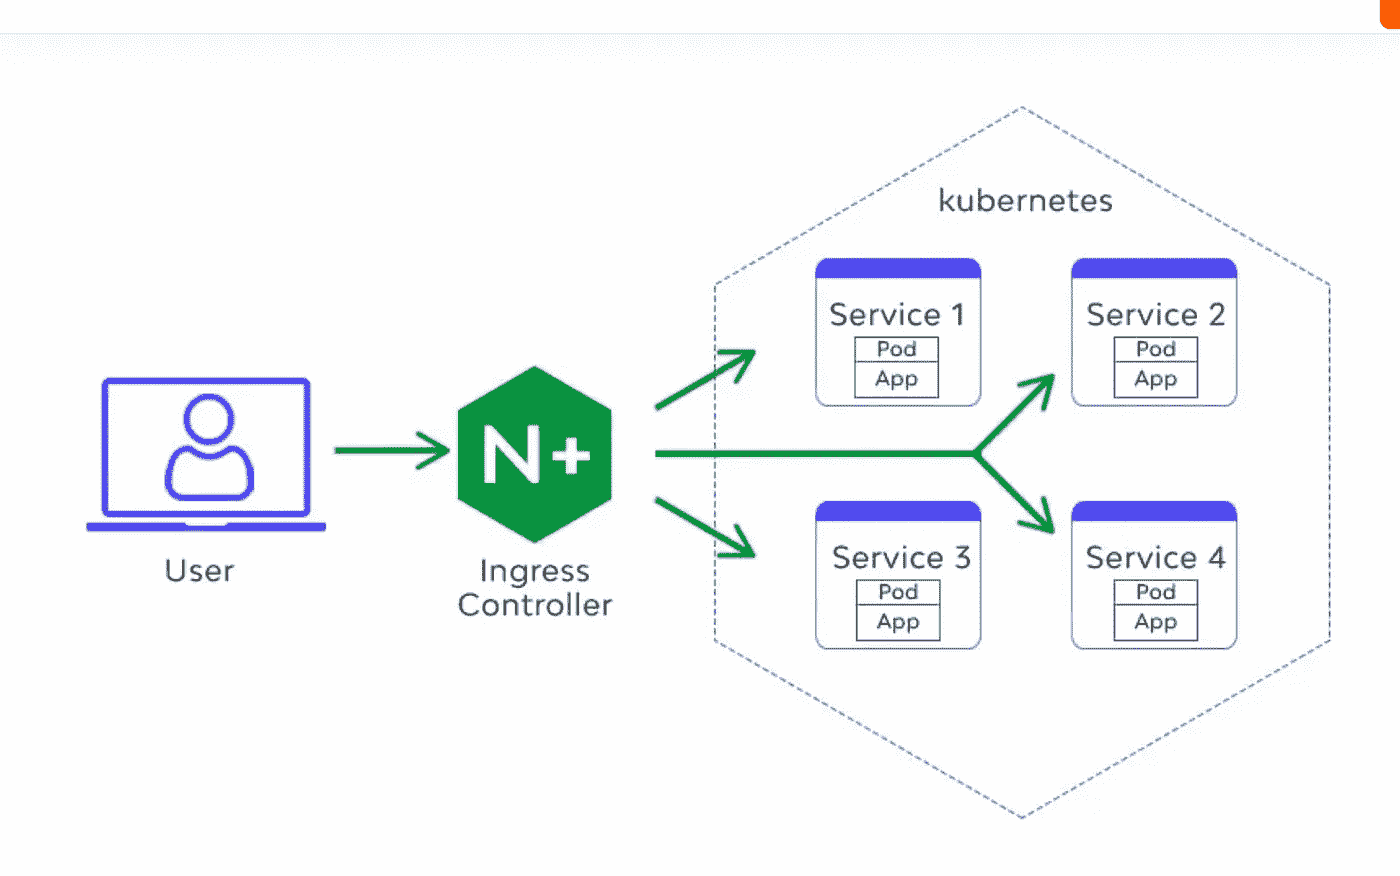 kubernetes
Service 1
Pod
App
Service 2
Pod
App
N+
User
Ingress
Controller
Service 3
Pod
App
Service 4
Pod
App